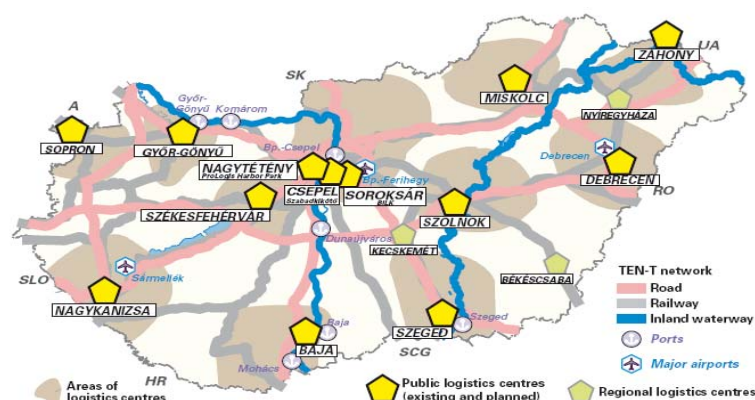 ZÁHONY
UA
SK
MISKOLC
A
Győr-
Gönyű
Komárom
NYÍREGYHÁZA
SOPRON
GYŐR-GÖNYŰ
Bp.-Csepel
Debrecen
NAGYTÉTÉNY
ProLogis Harbor Park
Bp.-Ferihegy
DEBRECEN
CSEPEL
Szabadkikötő
SOROKSÁR
BILK
RO
SZÉKESFEHÉRVÁR
SZOLNOK
Dunaújváros
KECSKEMÉT
BÉKÉSCSABA
SLO
Sármellék
NAGYKANIZSA
SZEGED
Szeged
Baja
BAJA
SCG
Mohács
HR
TEN-T network
Road
Railway
Inland waterway
Ports
Major airports
Areas of
logistics centres
Public logistics centres
(existing and planned)
Regional logistics centres